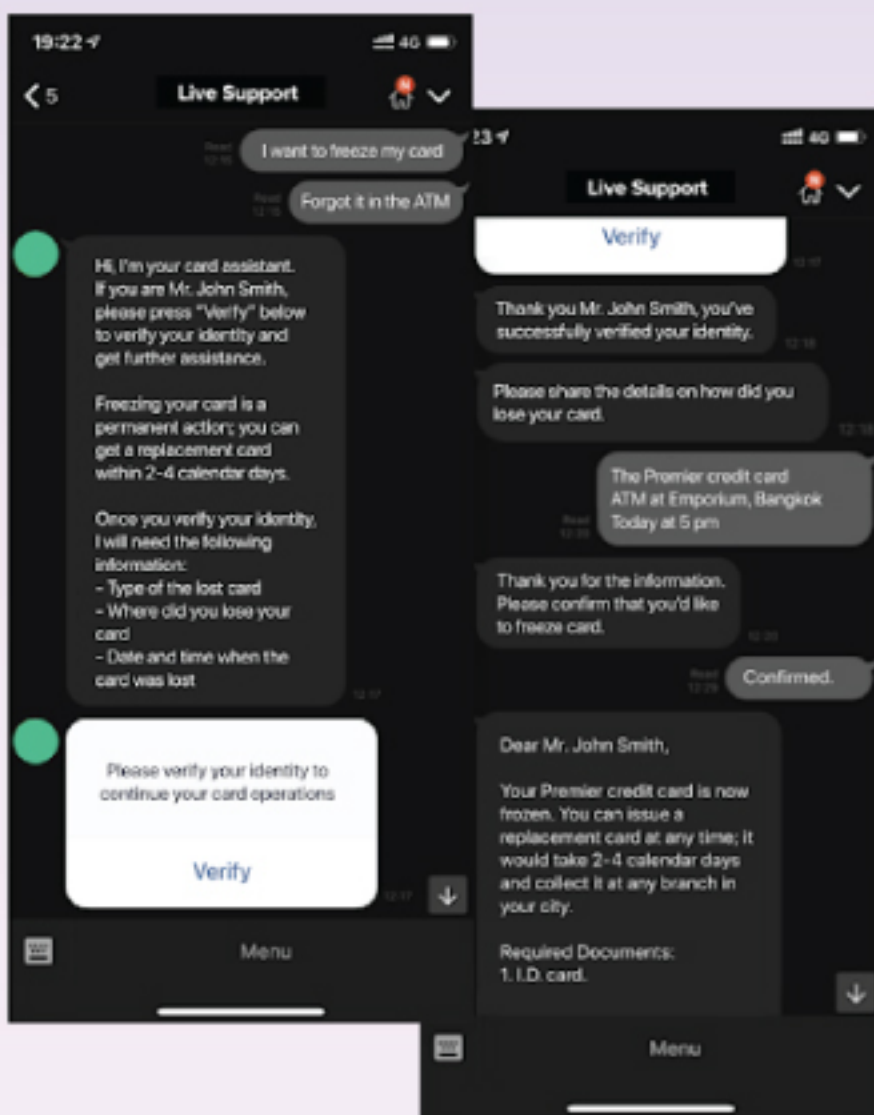 19:22
4G
5
Live Support
N
Read
12:16
I want to freeze my card
Read
12:16
Forgot it in the ATM
Hi, I'm your card assistant.
If you are Mr. John Smith,
please press "Verify" below
to verify your identity and
get further assistance.
Freezing your card is a
permanent action; you can
get a replacement card
within 2-4 calendar days.
Once you verify your identity,
I will need the following
information:
- Type of the lost card
- Where did you lose your
card
- Date and time when the
card was lost
12:17
Please verify your identity to
continue your card operations
Verify
12:17
Menu
23
4G
Live Support
N
Verify
12:17
Thank you Mr. John Smith, you've
successfully verified your identity.
12:18
Please share the details on how did you
lose your card.
12:18
The Premier credit card
ATM at Emporium, Bangkok
Today at 5 pm
Read
12:20
Thank you for the information.
Please confirm that you'd like
to freeze card.
12:20
Read
12:29
Confirmed.
Dear Mr. John Smith,
Your Premier credit card is now
frozen. You can issue a
replacement card at any time; it
would take 2-4 calendar days
and collect it at any branch in
your city.
Required Documents:
1. I.D. card.
Menu